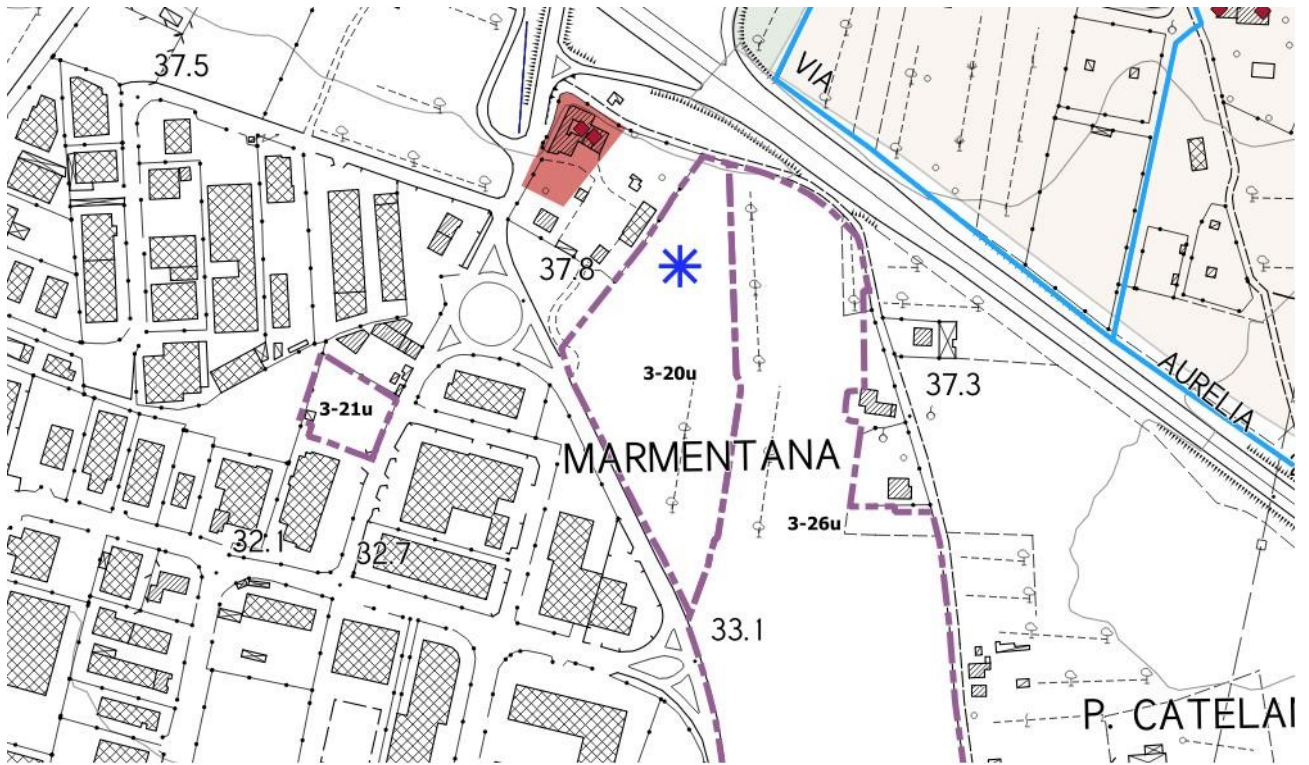 37.5
VIA
37.8
3-20u
37.3
AURELIA
3-21u
MARMENTANA
3-26u
32.1
32.7
33.1
P. CATELAN